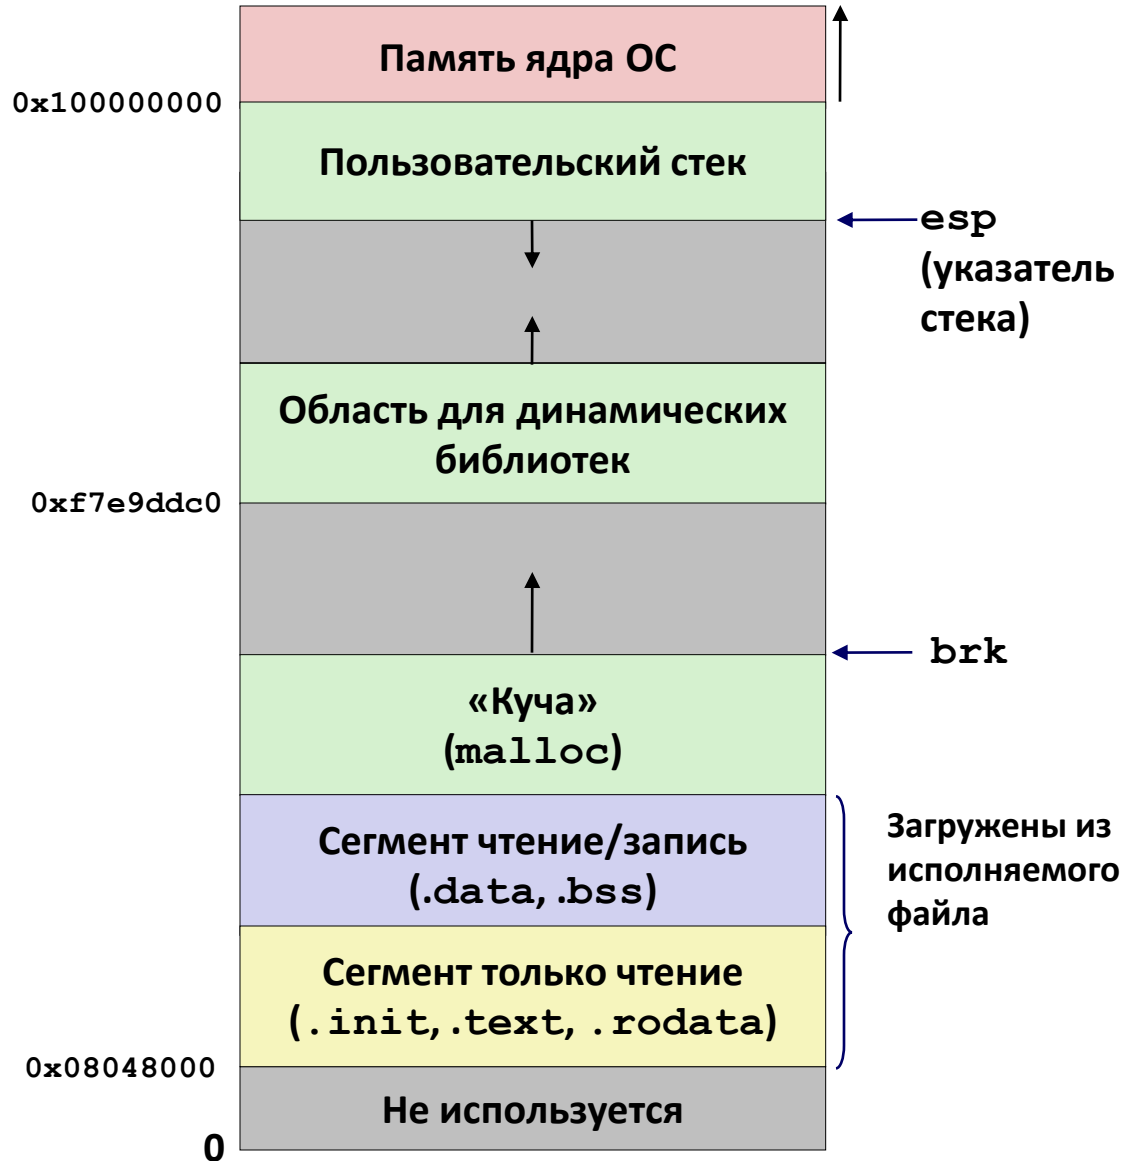 Память ядра ОС
0x100000000
Пользовательский стек
esp
(указатель
стека)
Область для динамических
библиотек
0xf7e9ddc0
brk
«Куча»
(malloc)
Сегмент чтение/запись
(.data, .bss)
Загружены из
исполняемого
файла
Сегмент только чтение
(.init, .text, .rodata)
0x08048000
Не используется
0